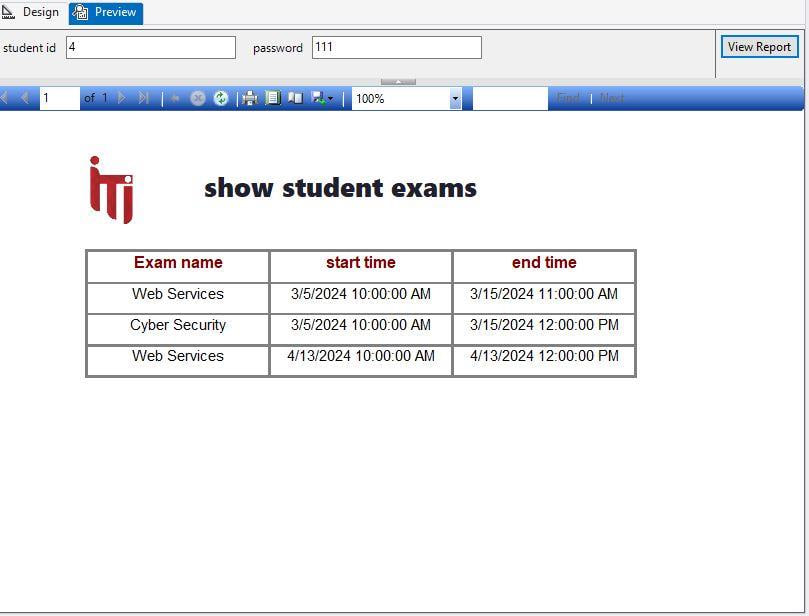 Design Preview
student id 4 password 111 View Report
1 of 1 100% Find | Next
iTi show student exams
Exam name start time end time
Web Services 3/5/2024 10:00:00 AM 3/15/2024 11:00:00 AM
Cyber Security 3/5/2024 10:00:00 AM 3/15/2024 12:00:00 PM
Web Services 4/13/2024 10:00:00 AM 4/13/2024 12:00:00 PM